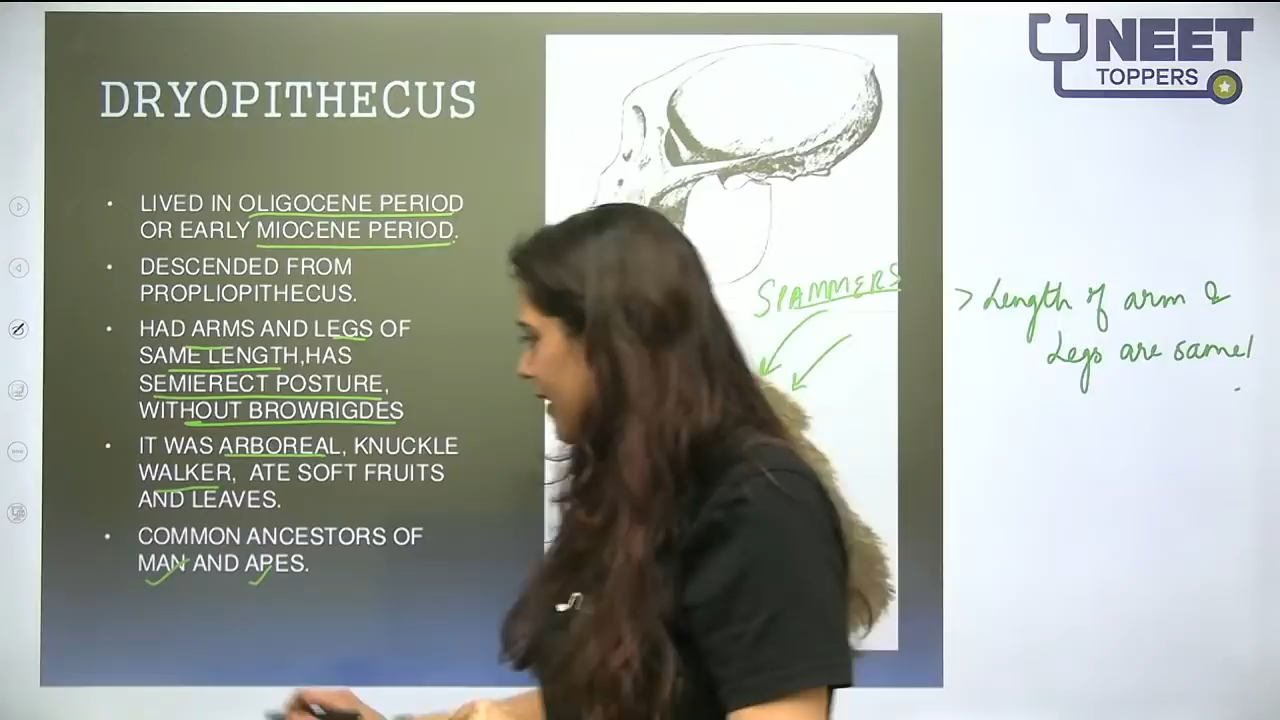 NEET
TOPPERS
DRYOPITHECUS
• LIVED IN OLIGOCENE PERIOD
OR EARLY MIOCENE PERIOD.
• DESCENDED FROM
PROPLIOPITHECUS.
• HAD ARMS AND LEGS OF
SAME LENGTH,HAS
SEMIERECT POSTURE,
WITHOUT BROWRIGDES
• IT WAS ARBOREAL, KNUCKLE
WALKER, ATE SOFT FRUITS
AND LEAVES.
• COMMON ANCESTORS OF
MAN AND APES.
SPAMMERS
> Length of arm &
Legs are same!